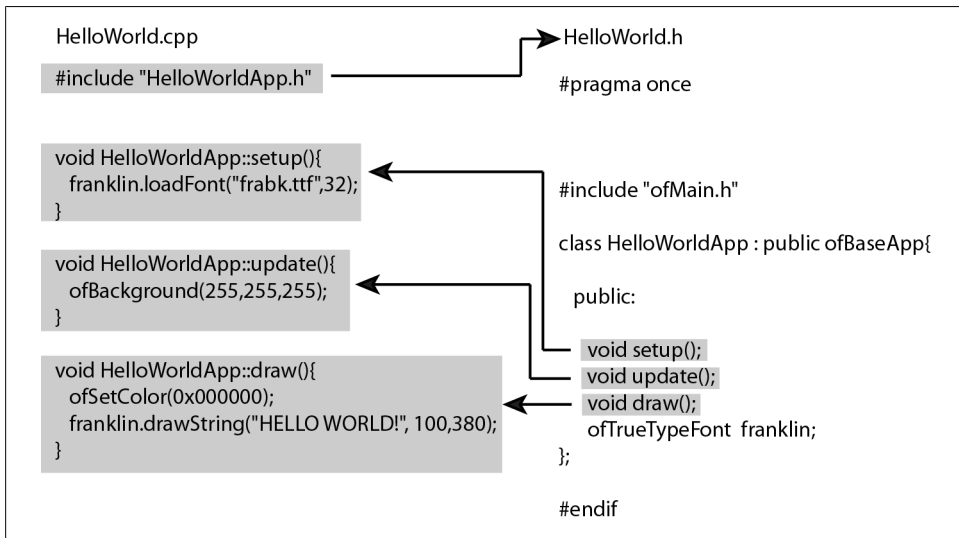 HelloWorld.cpp
#include "HelloWorldApp.h"
void HelloWorldApp::setup(){
franklin.loadFont("frabk.ttf",32);
}
void HelloWorldApp::update(){
ofBackground(255,255,255);
}
void HelloWorldApp::draw(){
ofSetColor(0x000000);
franklin.drawString("HELLO WORLD!", 100,380);
}
HelloWorld.h
#pragma once
#include "ofMain.h"
class HelloWorldApp : public ofBaseApp{
public:
void setup();
void update();
void draw();
ofTrueTypeFont franklin;
};
#endif